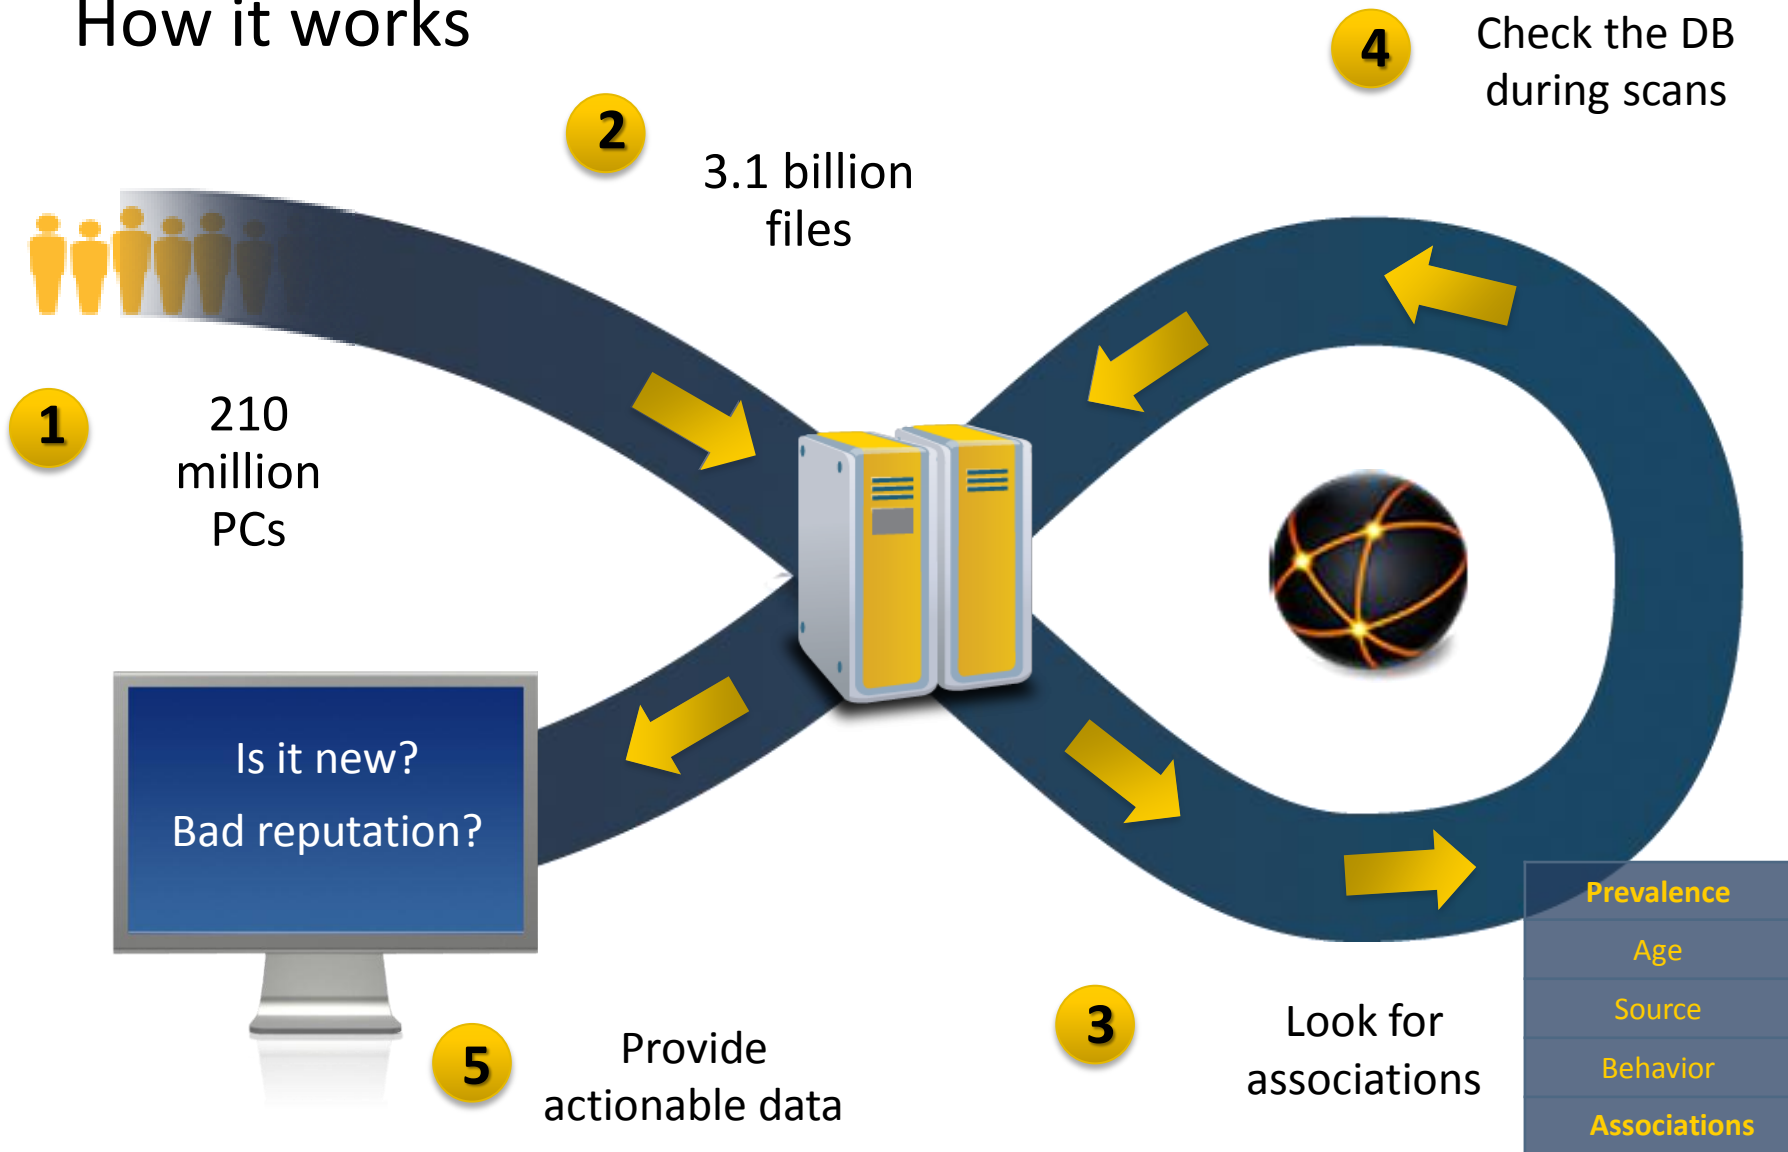 How it works
1
210
million
PCs
2
3.1 billion
files
3
Look for
associations
Prevalence
Age
Source
Behavior
Associations
4
Check the DB
during scans
5
Provide
actionable data
Is it new?
Bad reputation?